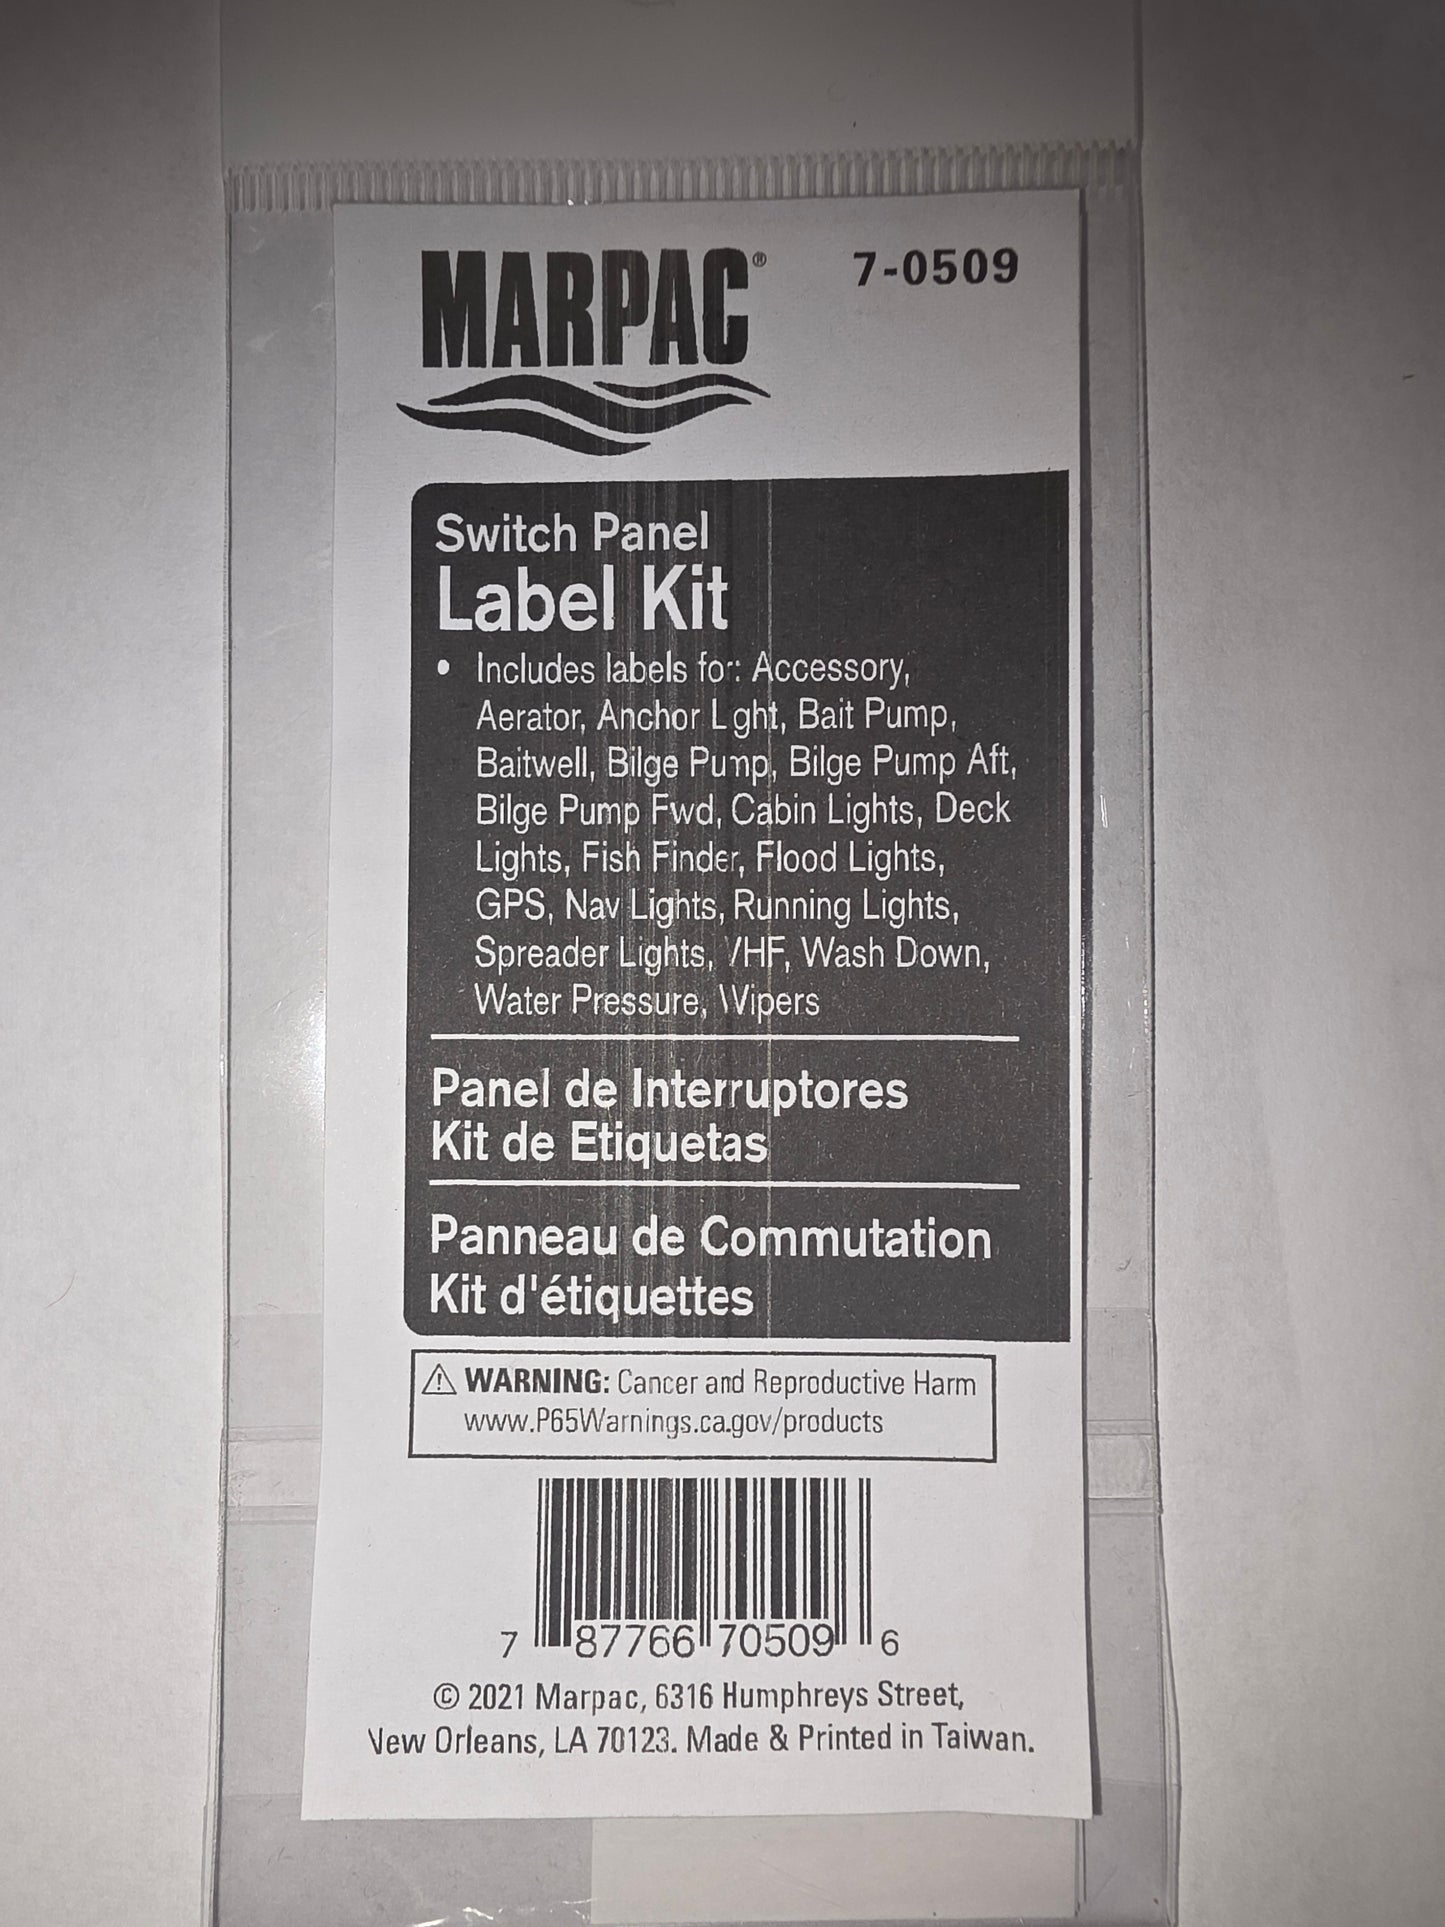 MARPAC® 7-0509
Switch Panel
Label Kit
• Includes labels for: Accessory,
Aerator, Anchor Light, Bait Pump,
Baitwell, Bilge Pump, Bilge Pump Aft,
Bilge Pump Fwd, Cabin Lights, Deck
Lights, Fish Finder, Flood Lights,
GPS, Nav Lights, Running Lights,
Spreader Lights, VHF, Wash Down,
Water Pressure, Wipers
Panel de Interruptores
Kit de Etiquetas
Panneau de Commutation
Kit d'étiquettes
⚠ WARNING: Cancer and Reproductive Harm
www.P65Warnings.ca.gov/products
7 87766 70509 6
© 2021 Marpac, 6316 Humphreys Street,
New Orleans, LA 70123. Made & Printed in Taiwan.